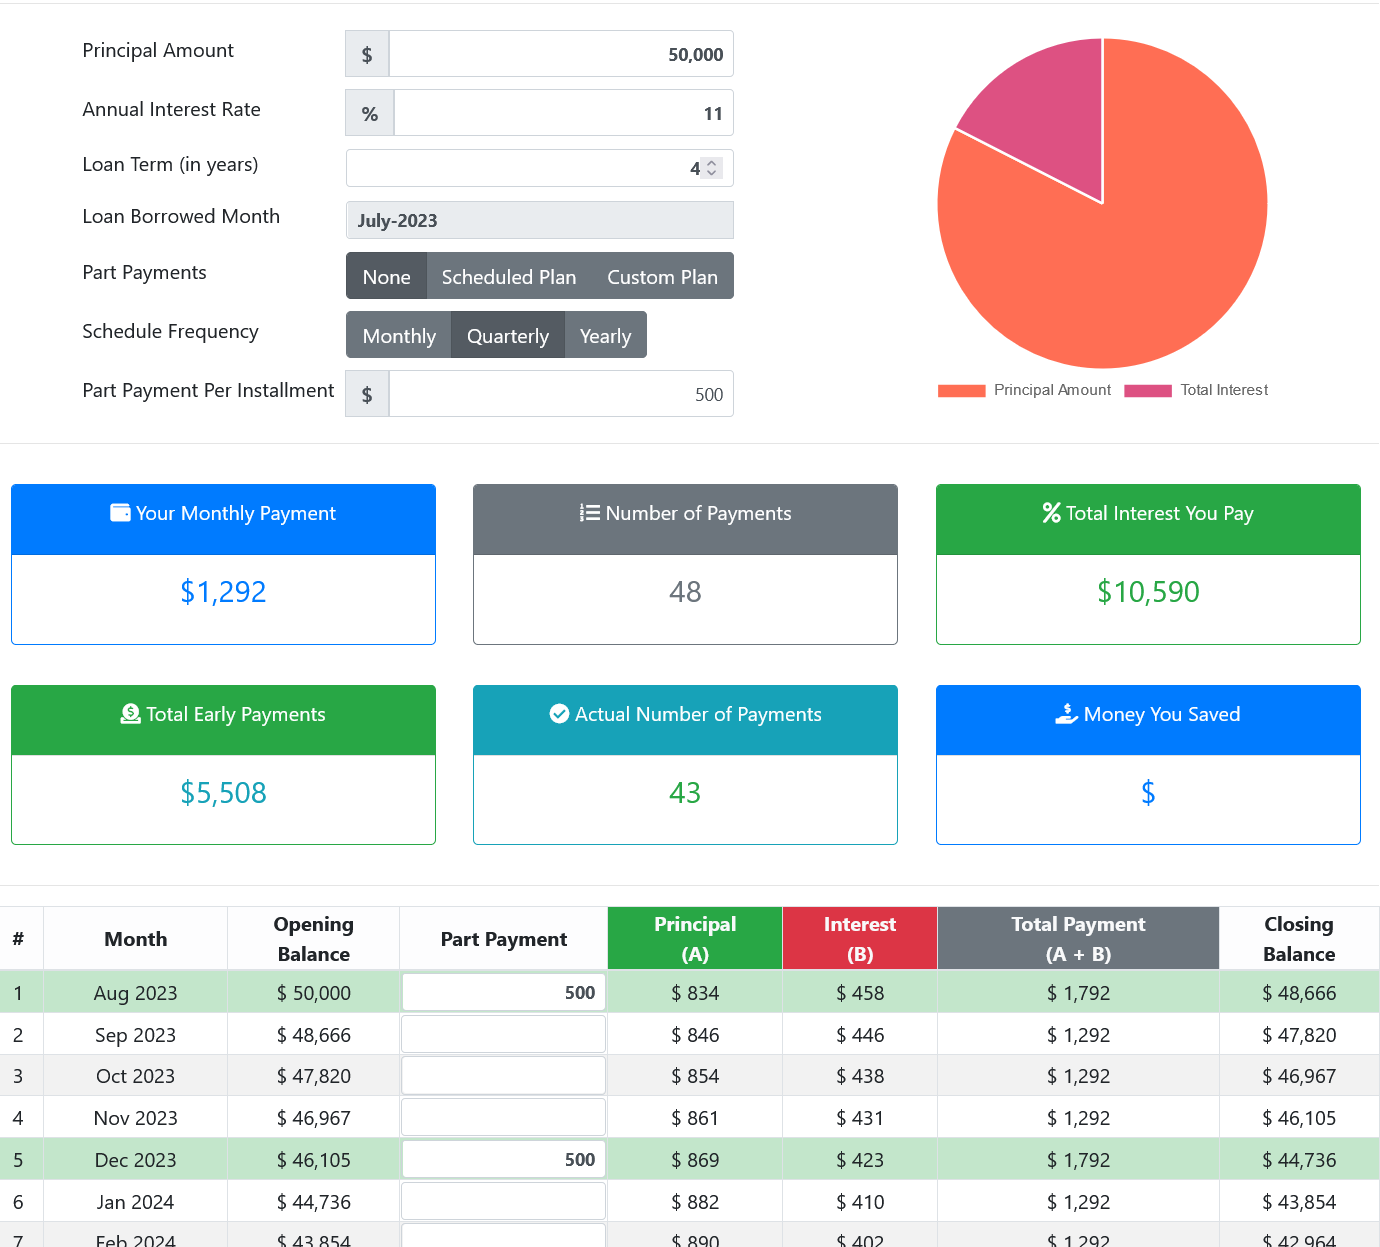 Principal Amount $ 50,000
Annual Interest Rate % 11
Loan Term (in years) 4
Loan Borrowed Month July-2023
Part Payments None Scheduled Plan Custom Plan
Schedule Frequency Monthly Quarterly Yearly
Part Payment Per Installment $ 500
Principal Amount Total Interest
Your Monthly Payment
$1,292
Number of Payments
48
Total Interest You Pay
$10,590
Total Early Payments
$5,508
Actual Number of Payments
43
Money You Saved
$
# Month Opening Balance Part Payment Principal (A) Interest (B) Total Payment (A + B) Closing Balance
1 Aug 2023 $ 50,000 500 $ 834 $ 458 $ 1,792 $ 48,666
2 Sep 2023 $ 48,666 $ 846 $ 446 $ 1,292 $ 47,820
3 Oct 2023 $ 47,820 $ 854 $ 438 $ 1,292 $ 46,967
4 Nov 2023 $ 46,967 $ 861 $ 431 $ 1,292 $ 46,105
5 Dec 2023 $ 46,105 500 $ 869 $ 423 $ 1,792 $ 44,736
6 Jan 2024 $ 44,736 $ 882 $ 410 $ 1,292 $ 43,854
7 Feb 2024 $ 43,854 $ 890 $ 402 $ 1,292 $ 42,964